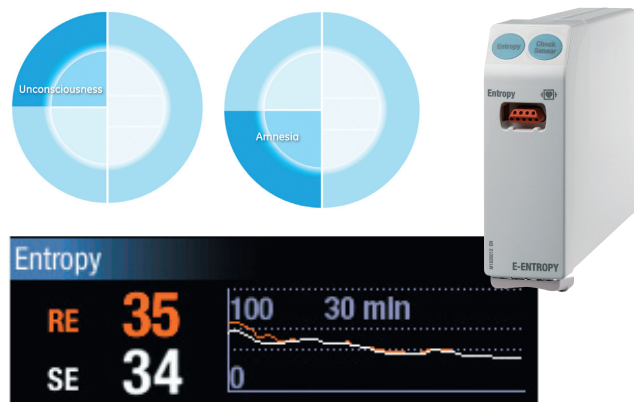 Unconsciousness
Amnesia
Entropy
Check
Sensor
Entropy
E-ENTROPY
Entropy
RE 35
SE 34
100 30 min
0